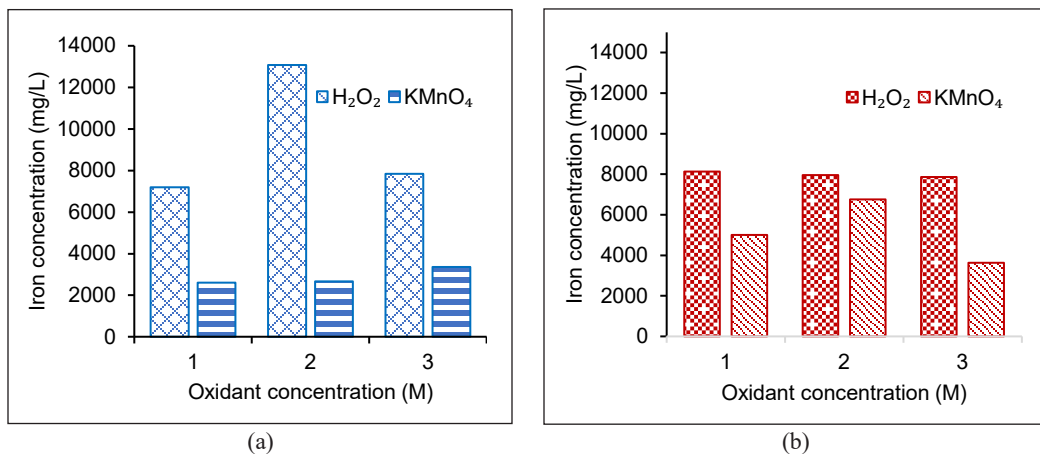 14000
12000
10000
8000
6000
4000
2000
0
Iron concentration (mg/L)
H₂O₂ KMnO₄
1 2 3
Oxidant concentration (M)
(a)
14000
12000
10000
8000
6000
4000
2000
0
Iron concentration (mg/L)
H₂O₂ KMnO₄
1 2 3
Oxidant concentration (M)
(b)